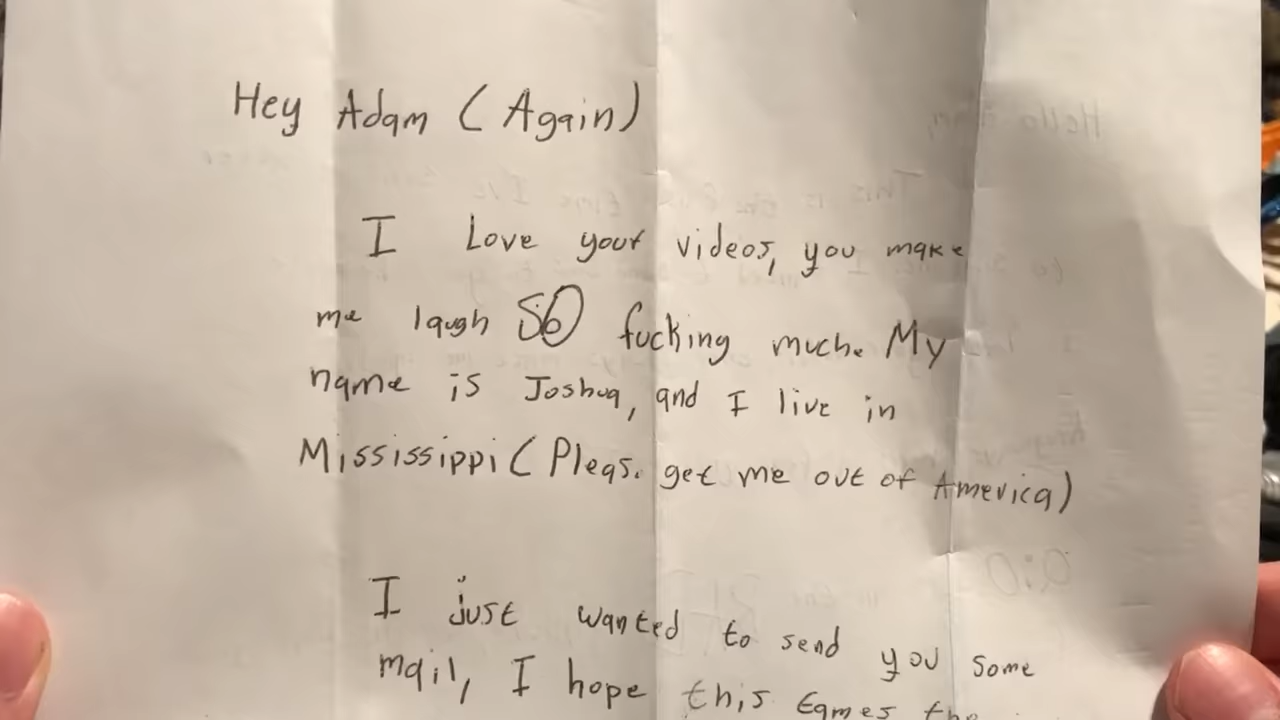 Hey Adam (Again)
I Love your videos, you make
me laugh SO fucking much. My
name is Joshua, and I live in
Mississippi (Pleas. get me out of America)
I just wanted to send you some
mail, I hope this